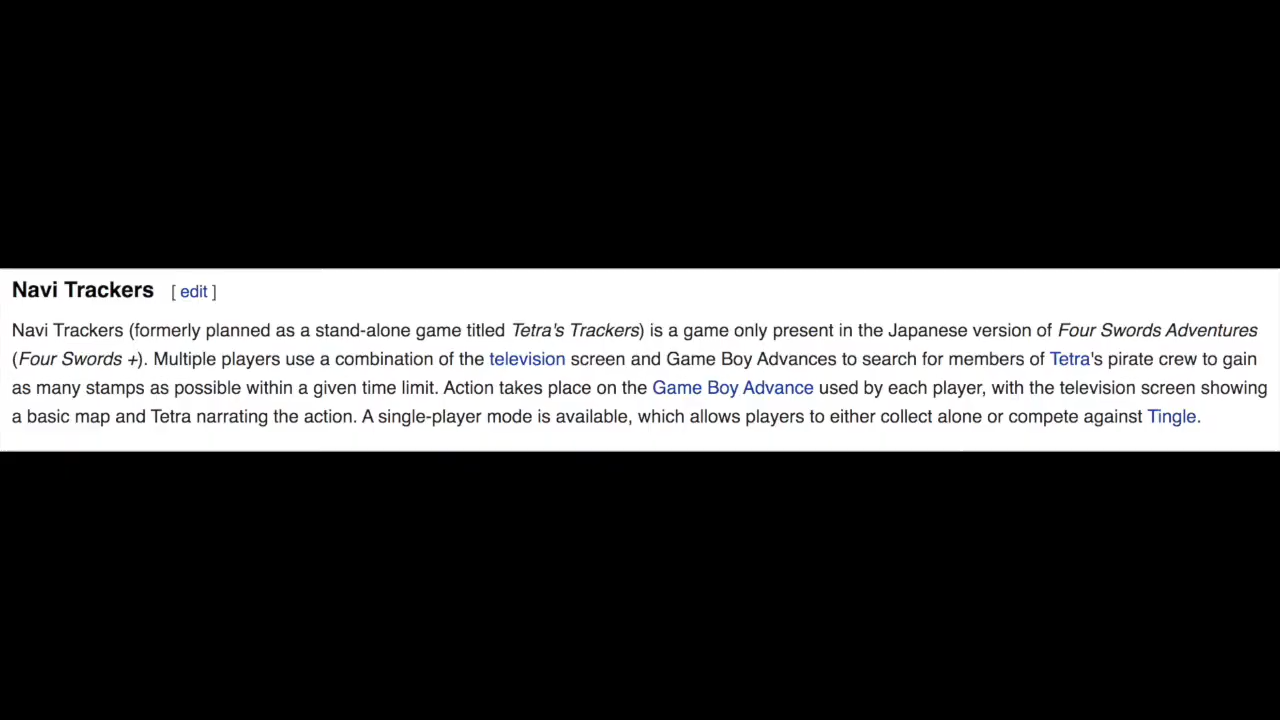 Navi Trackers [ edit ]
Navi Trackers (formerly planned as a stand-alone game titled Tetra's Trackers) is a game only present in the Japanese version of Four Swords Adventures
(Four Swords +). Multiple players use a combination of the television screen and Game Boy Advances to search for members of Tetra's pirate crew to gain
as many stamps as possible within a given time limit. Action takes place on the Game Boy Advance used by each player, with the television screen showing
a basic map and Tetra narrating the action. A single-player mode is available, which allows players to either collect alone or compete against Tingle.